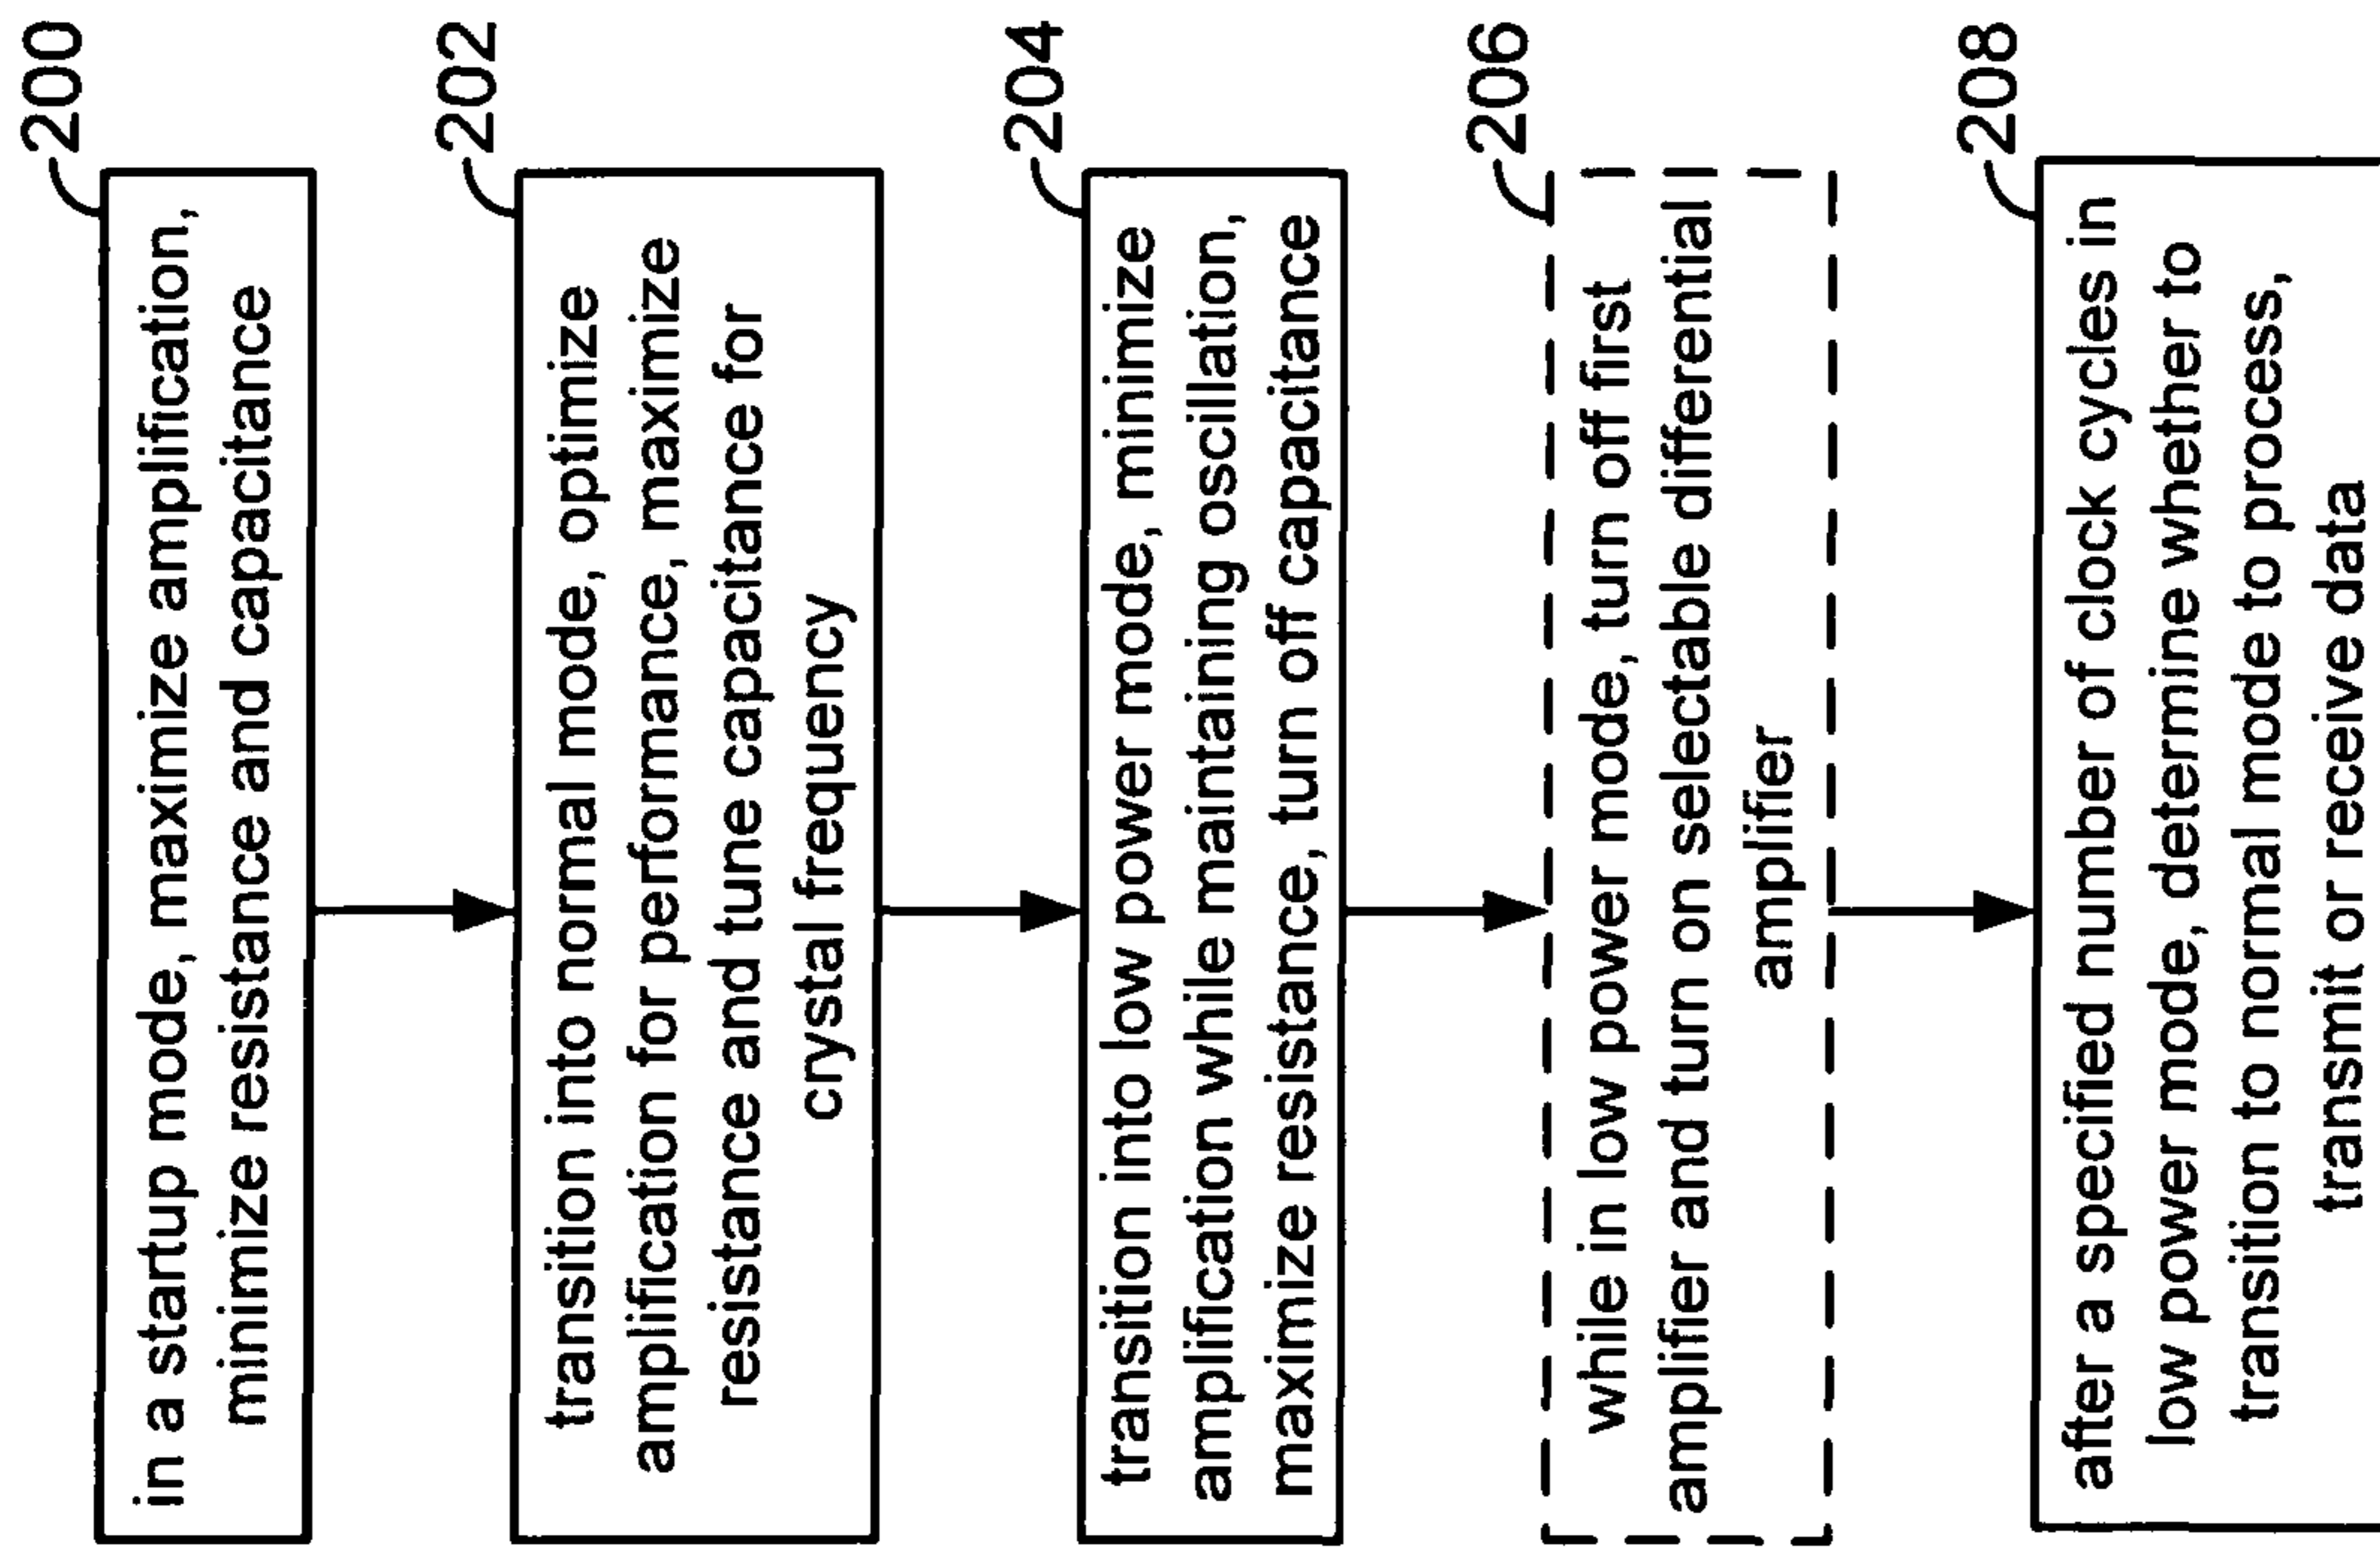 200
in a startup mode, maximize amplification,
minimize resistance and capacitance
202
transition into normal mode, optimize
amplification for performance, maximize
resistance and tune capacitance for
crystal frequency
204
transition into low power mode, minimize
amplification while maintaining oscillation,
maximize resistance, turn off capacitance
206
while in low power mode, turn off first
amplifier and turn on selectable differential
amplifier
208
after a specified number of clock cycles in
low power mode, determine whether to
transition to normal mode to process,
transmit or receive data